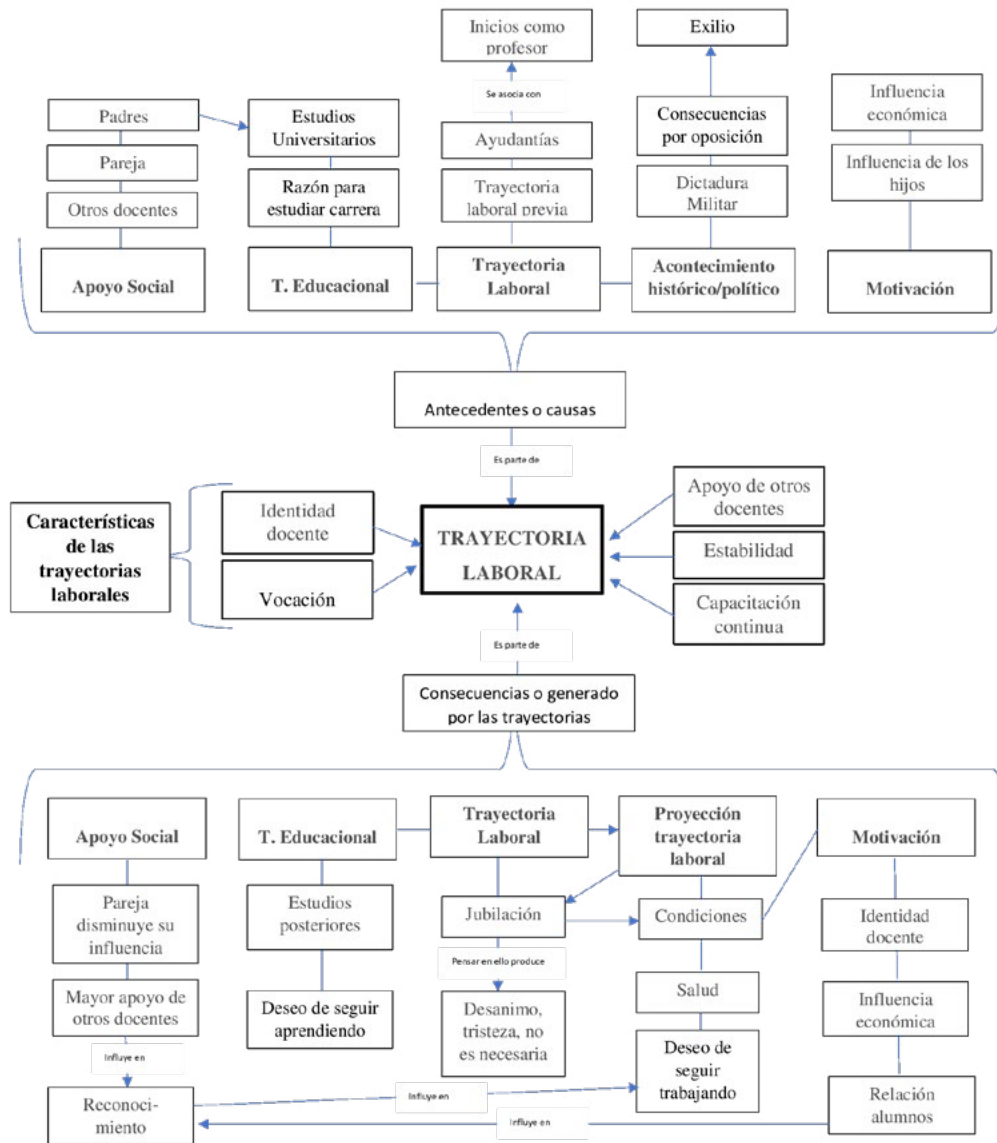 Inicios como
profesor
Exilio
Se asocia con
Padres
Estudios
Universitarios
Ayudantías
Consecuencias
por oposición
Influencia
económica
Pareja
Razón para
estudiar carrera
Trayectoria
laboral previa
Dictadura
Militar
Influencia de los
hijos
Otros docentes
Apoyo Social
T. Educacional
Trayectoria
Laboral
Acontecimiento
histórico/político
Motivación
Antecedentes o causas
Es parte de
Características
de las
trayectorias
laborales
Identidad
docente
Vocación
TRAYECTORIA
LABORAL
Apoyo de otros
docentes
Estabilidad
Capacitación
continua
Es parte de
Consecuencias o generado
por las trayectorias
Apoyo Social
T. Educacional
Trayectoria
Laboral
Proyección
trayectoria
laboral
Motivación
Pareja
disminuye su
influencia
Estudios
posteriores
Jubilación
Condiciones
Identidad
docente
Pensar en ello produce
Mayor apoyo de
otros docentes
Deseo de seguir
aprendiendo
Desanimo,
tristeza, no
es necesaria
Salud
Influencia
económica
Influye en
Deseo de
seguir
trabajando
Reconoci-
miento
Influye en
Influye en
Relación
alumnos